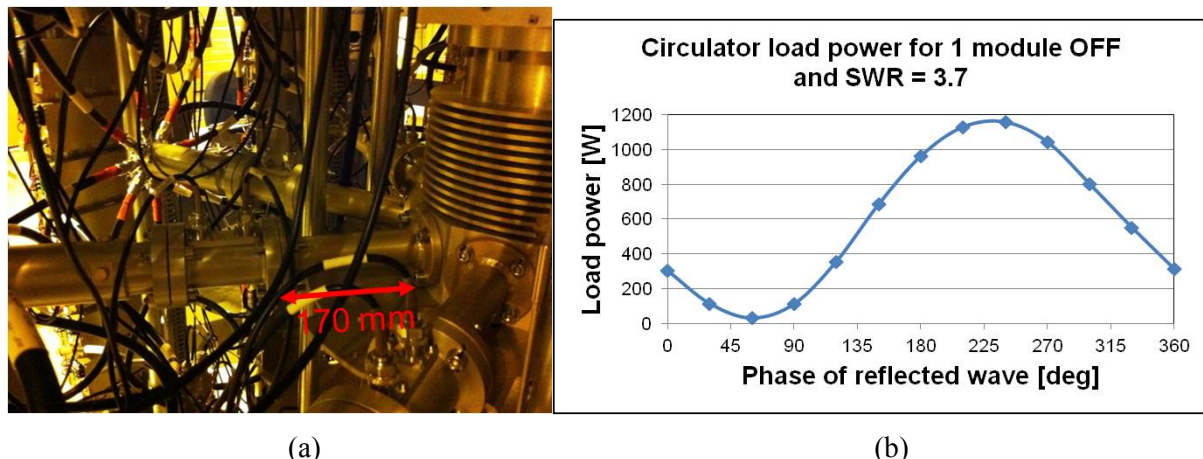 170 mm
Circulator load power for 1 module OFF
and SWR = 3.7
Load power [W]
1200
1000
800
600
400
200
0
0 45 90 135 180 225 270 315 360
Phase of reflected wave [deg]
(a)
(b)